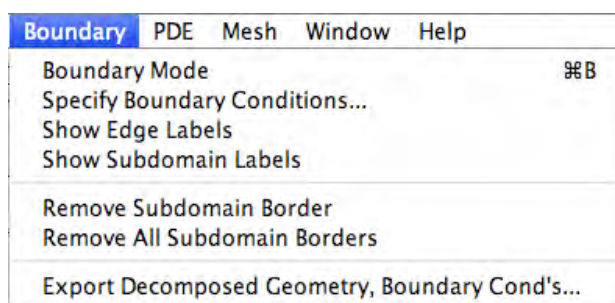 Boundary PDE Mesh Window Help
Boundary Mode ⌘B
Specify Boundary Conditions...
Show Edge Labels
Show Subdomain Labels
Remove Subdomain Border
Remove All Subdomain Borders
Export Decomposed Geometry, Boundary Cond's...